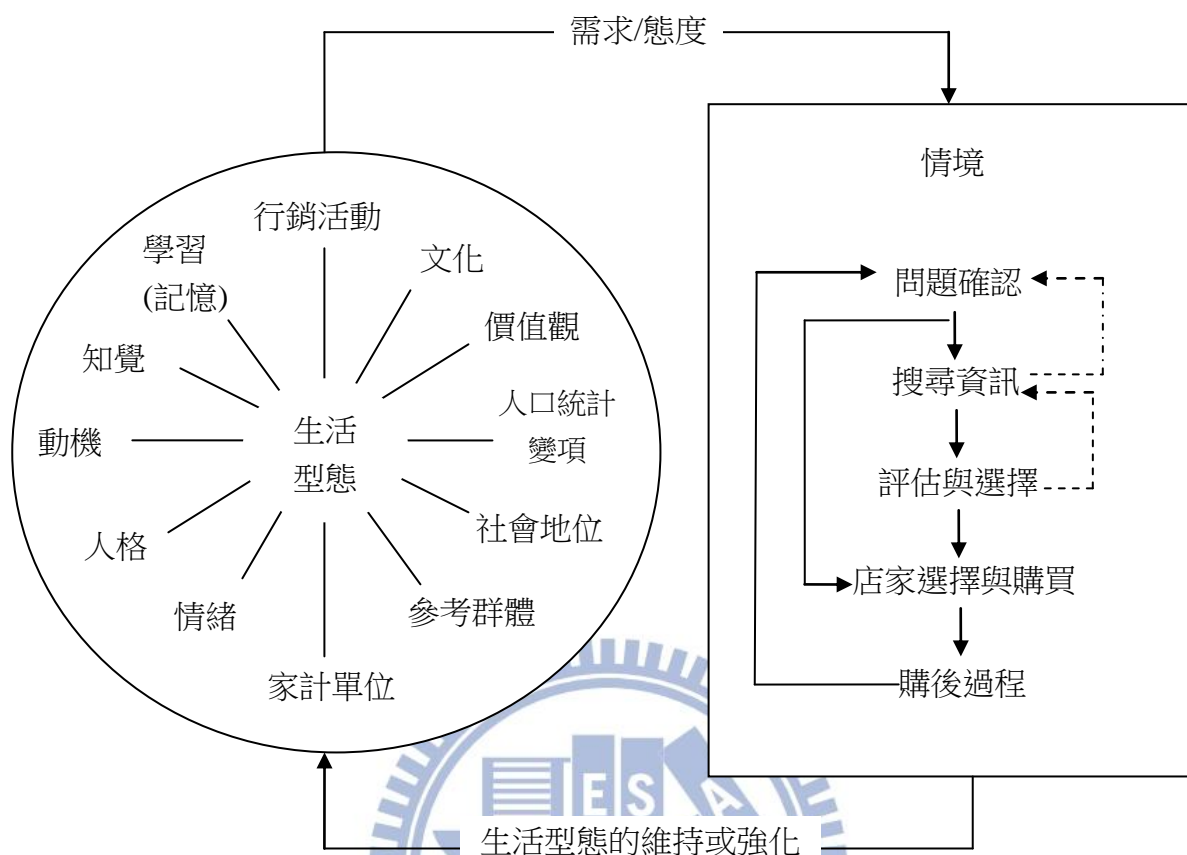 需求/態度
行銷活動
學習
(記憶)
文化
知覺
價值觀
動機
生活
型態
人口統計
變項
人格
社會地位
情緒
參考群體
家計單位
情境
問題確認
搜尋資訊
評估與選擇
店家選擇與購買
購後過程
E S A
生活型態的維持或強化